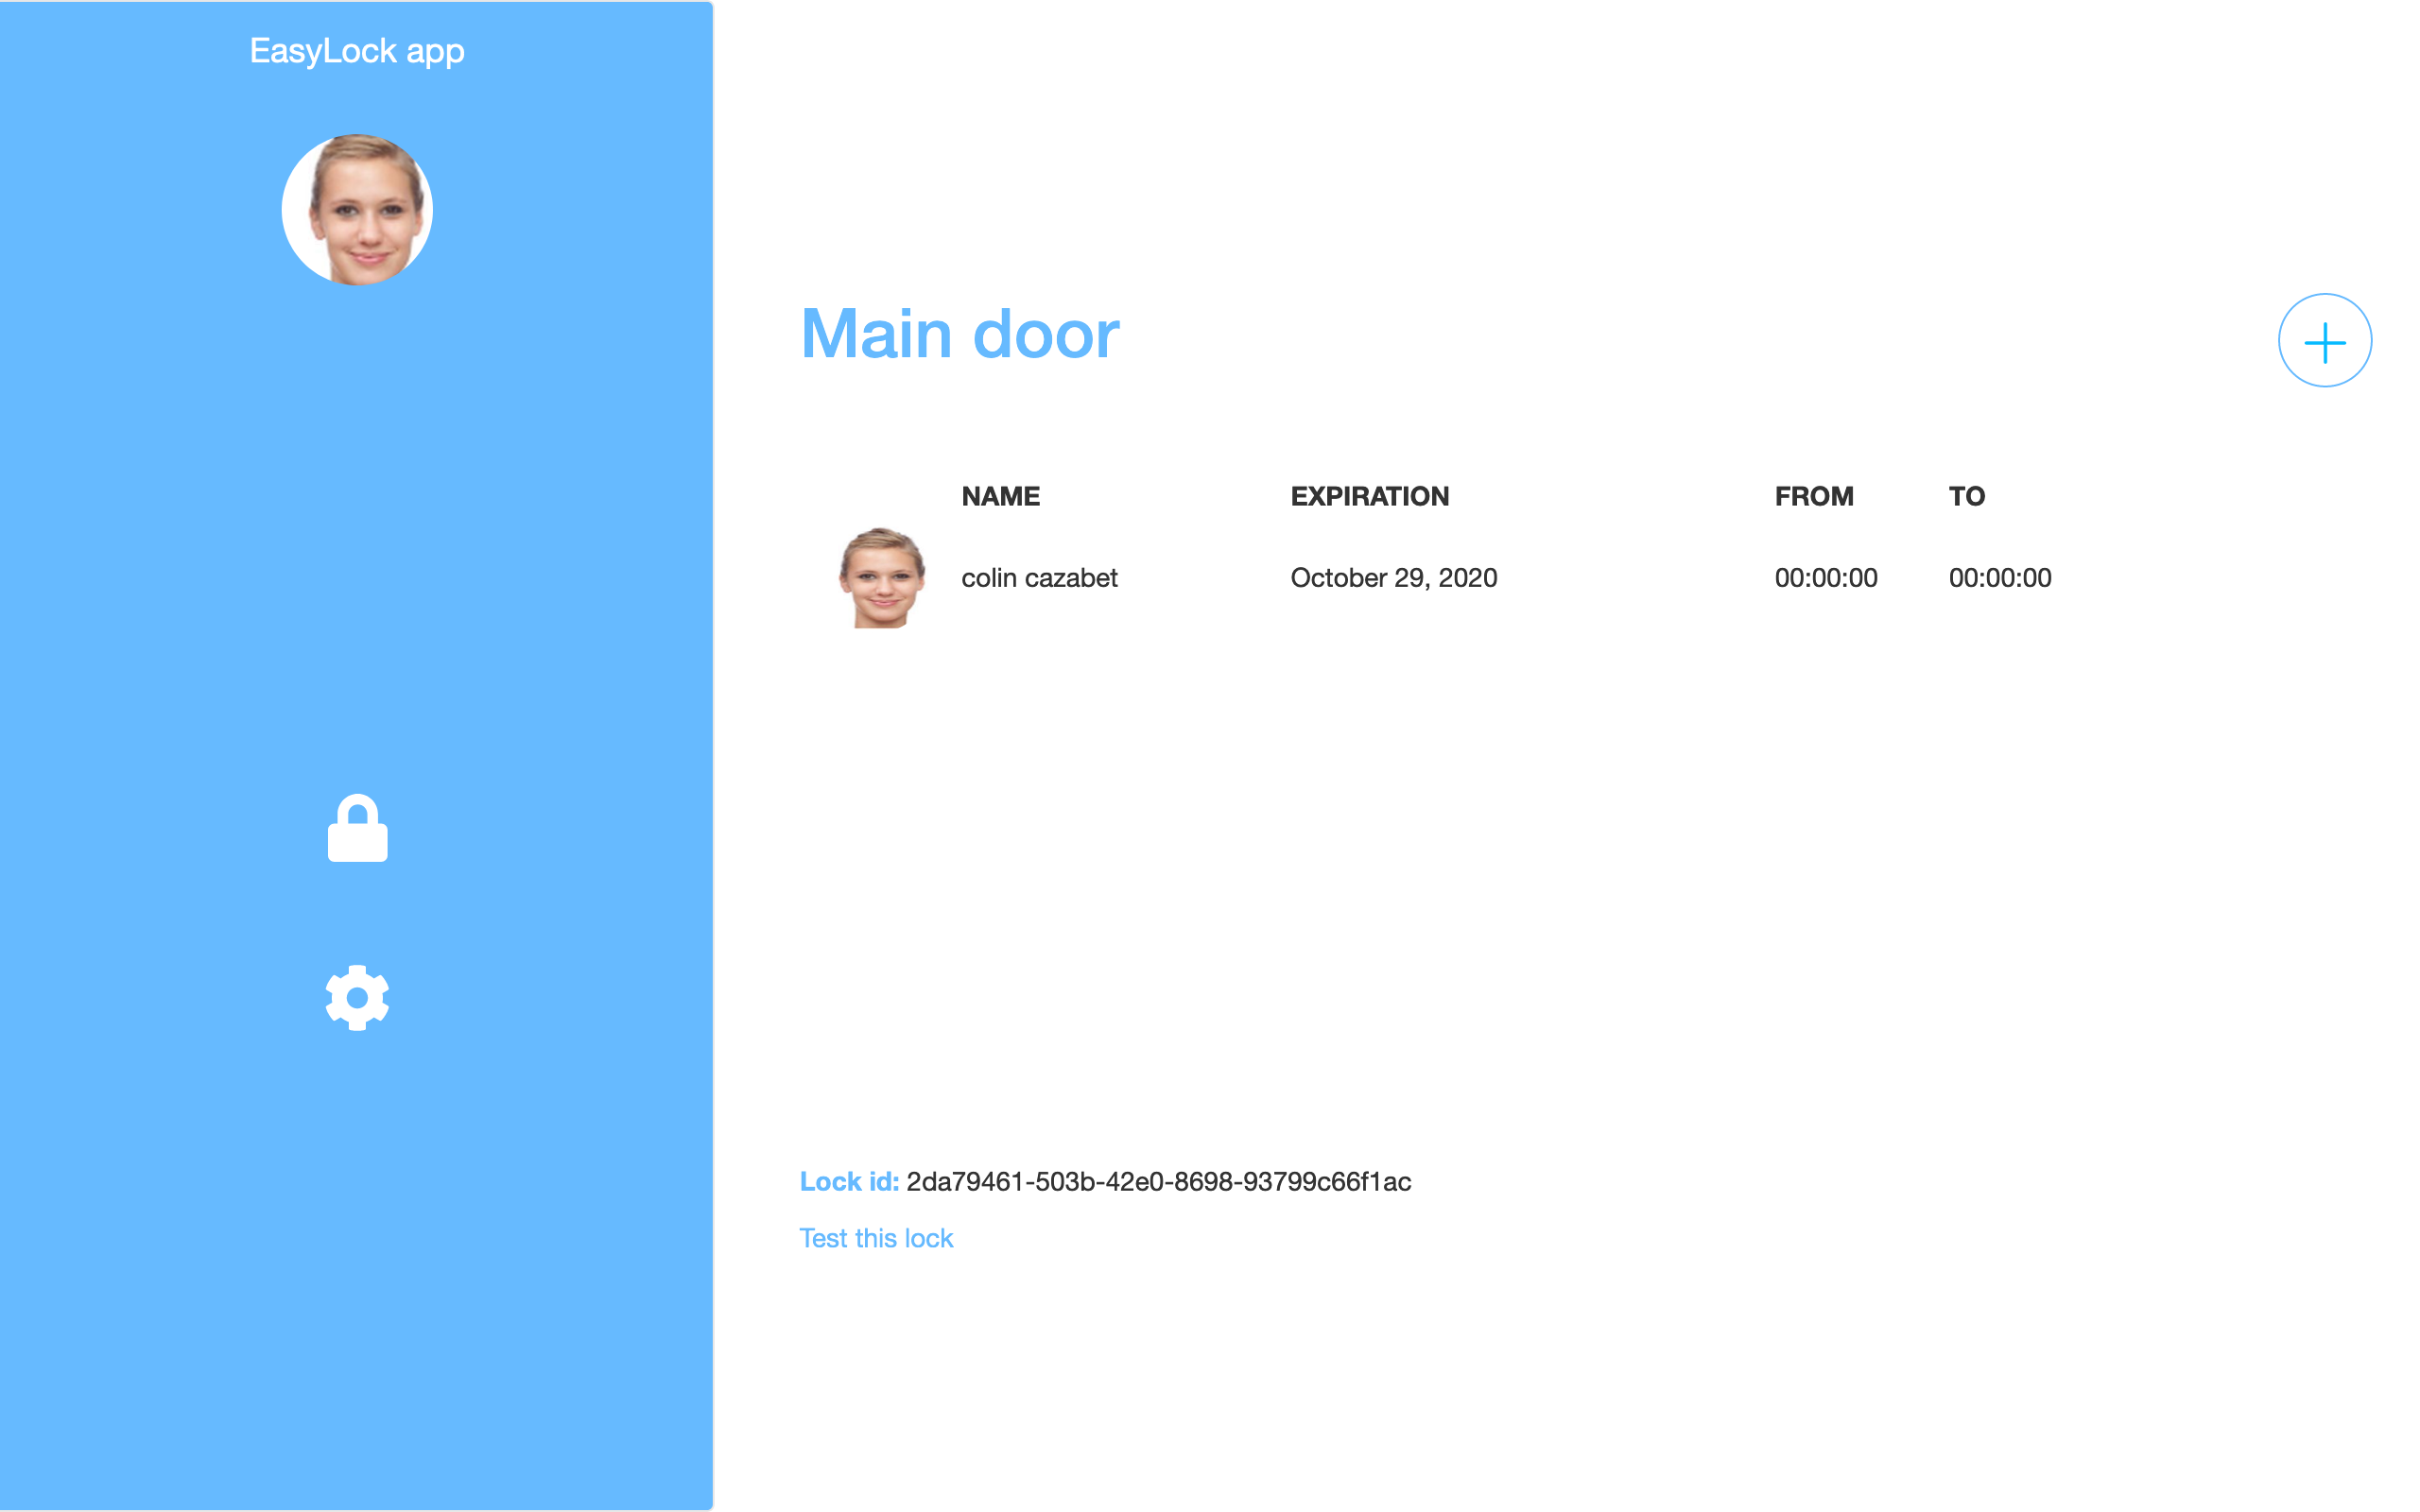 EasyLock app
Main door
NAME EXPIRATION FROM TO
colin cazabet October 29, 2020 00:00:00 00:00:00
Lock id: 2da79461-503b-42e0-8698-93799c66f1ac
Test this lock